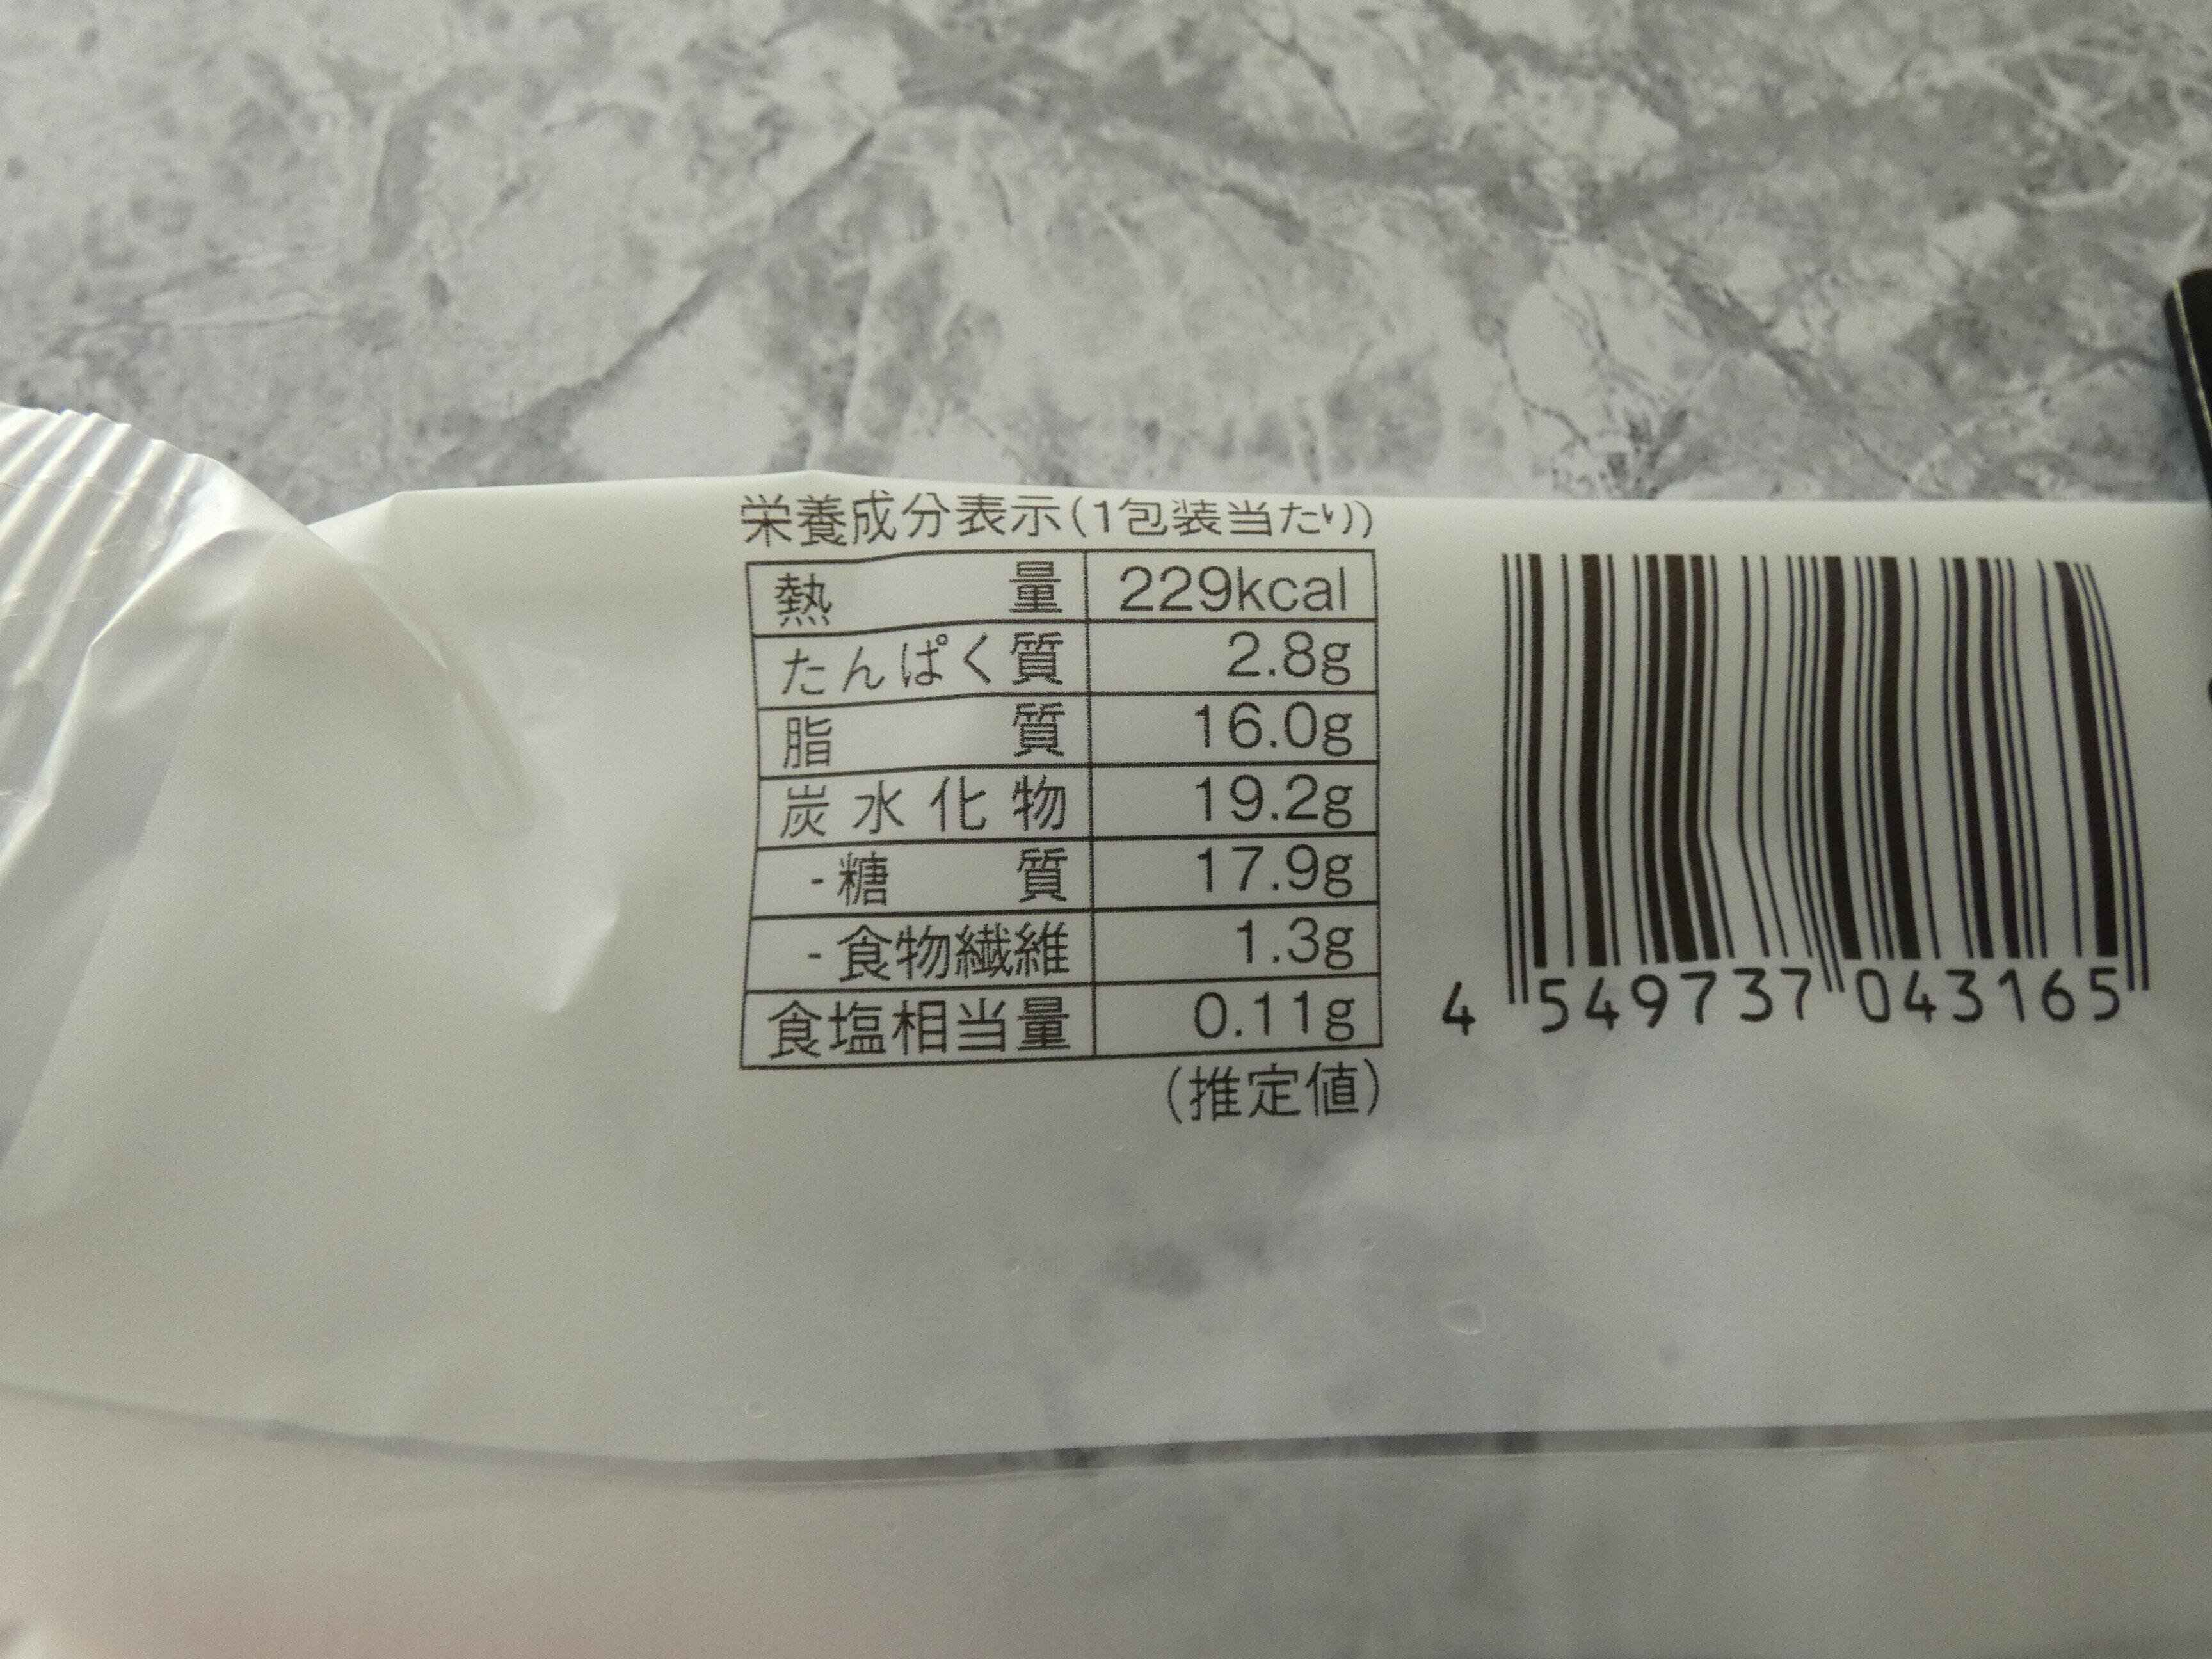 栄養成分表示(1包装当たり)
熱量 229kcal
たんぱく質 2.8g
脂質 16.0g
炭水化物 19.2g
-糖質 17.9g
-食物繊維 1.3g
食塩相当量 0.11g
(推定値)
4 549737 043165